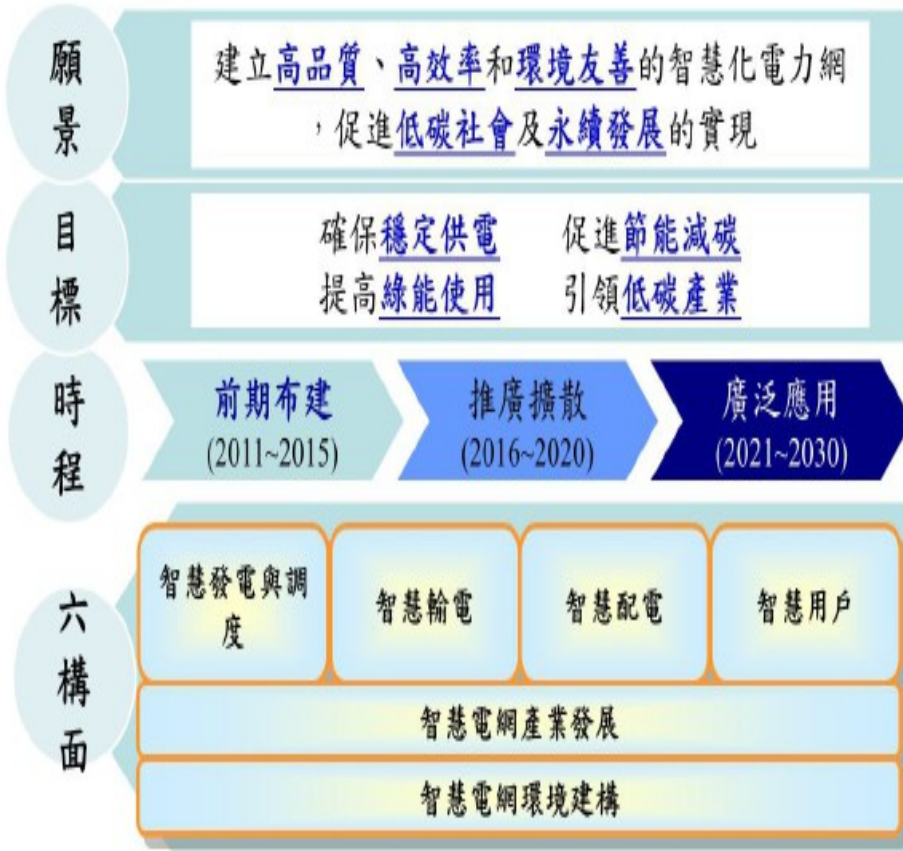 願景
建立高品質、高效率和環境友善的智慧化電力網
，促進低碳社會及永續發展的實現
目標
確保穩定供電 促進節能減碳
提高綠能使用 引領低碳產業
時程
前期布建
(2011~2015)
推廣擴散
(2016~2020)
廣泛應用
(2021~2030)
六構面
智慧發電與調
度
智慧輸電
智慧配電
智慧用戶
智慧電網產業發展
智慧電網環境建構